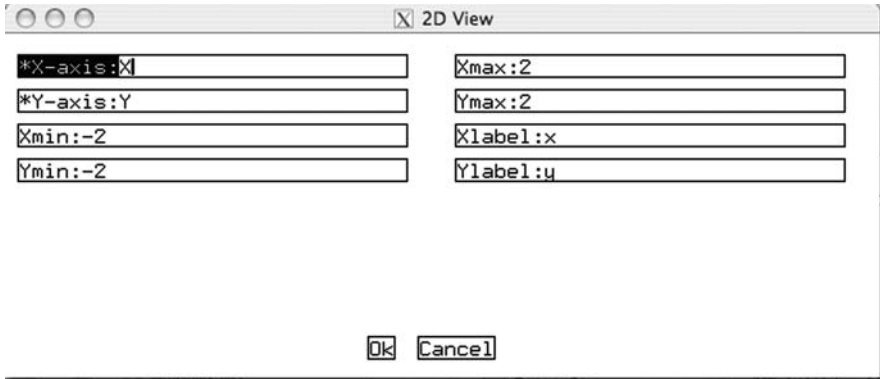 X 2D View
*X-axis:X
Xmax:2
*Y-axis:Y
Ymax:2
Xmin:-2
Xlabel:x
Ymin:-2
Ylabel:y
Ok Cancel